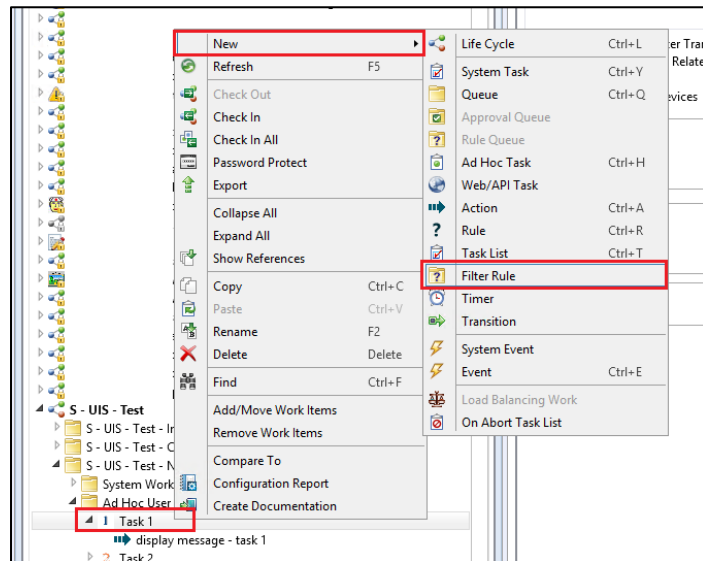 New
Refresh F5
Check Out
Check In
Check In All
Password Protect
Export
Collapse All
Expand All
Show References
Copy Ctrl+C
Paste Ctrl+V
Rename F2
Delete Delete
Find Ctrl+F
Add/Move Work Items
Remove Work Items
Compare To
Configuration Report
Create Documentation
Life Cycle Ctrl+L
System Task Ctrl+Y
Queue Ctrl+Q
Approval Queue
Rule Queue
Ad Hoc Task Ctrl+H
Web/API Task
Action Ctrl+A
Rule Ctrl+R
Task List Ctrl+T
Filter Rule
Timer
Transition
System Event
Event Ctrl+E
Load Balancing Work
On Abort Task List
S - UIS - Test
S - UIS - Test - Ir
S - UIS - Test - C
S - UIS - Test - N
System Work
Ad Hoc User
1 Task 1
display message - task 1
2 Task 2
er Tran
Relate
evices